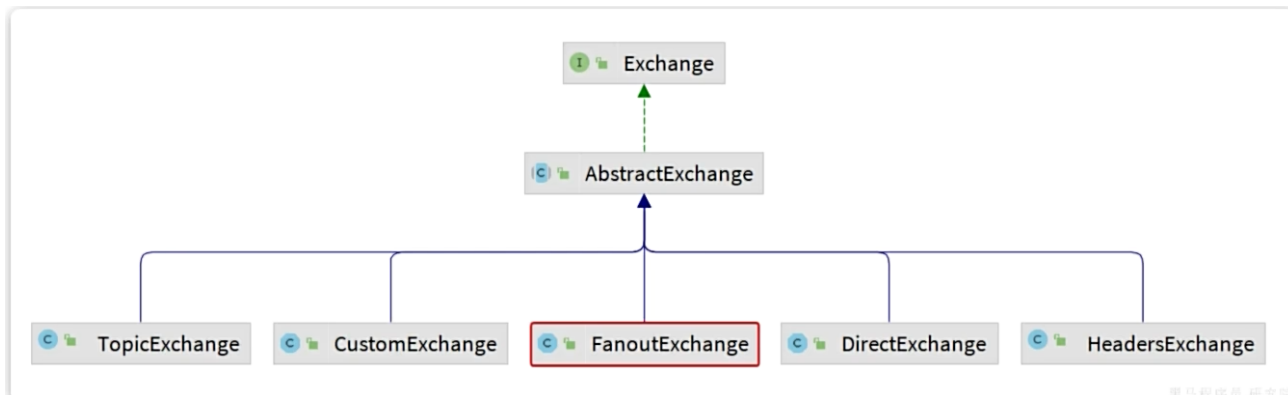 I Exchange
C AbstractExchange
C TopicExchange C CustomExchange C FanoutExchange C DirectExchange C HeadersExchange